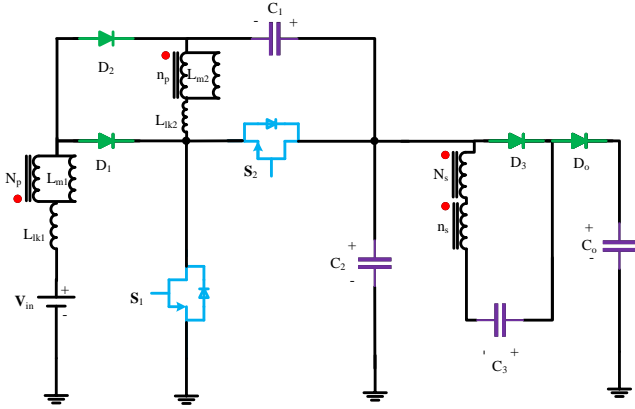 C1
- +
D2
np
Lm2
Llk2
D1
S2
Np
Lm1
Llk1
Vin
+
-
S1
C2
+
-
Ns
ns
D3
Do
Co
+
-
C3
' +